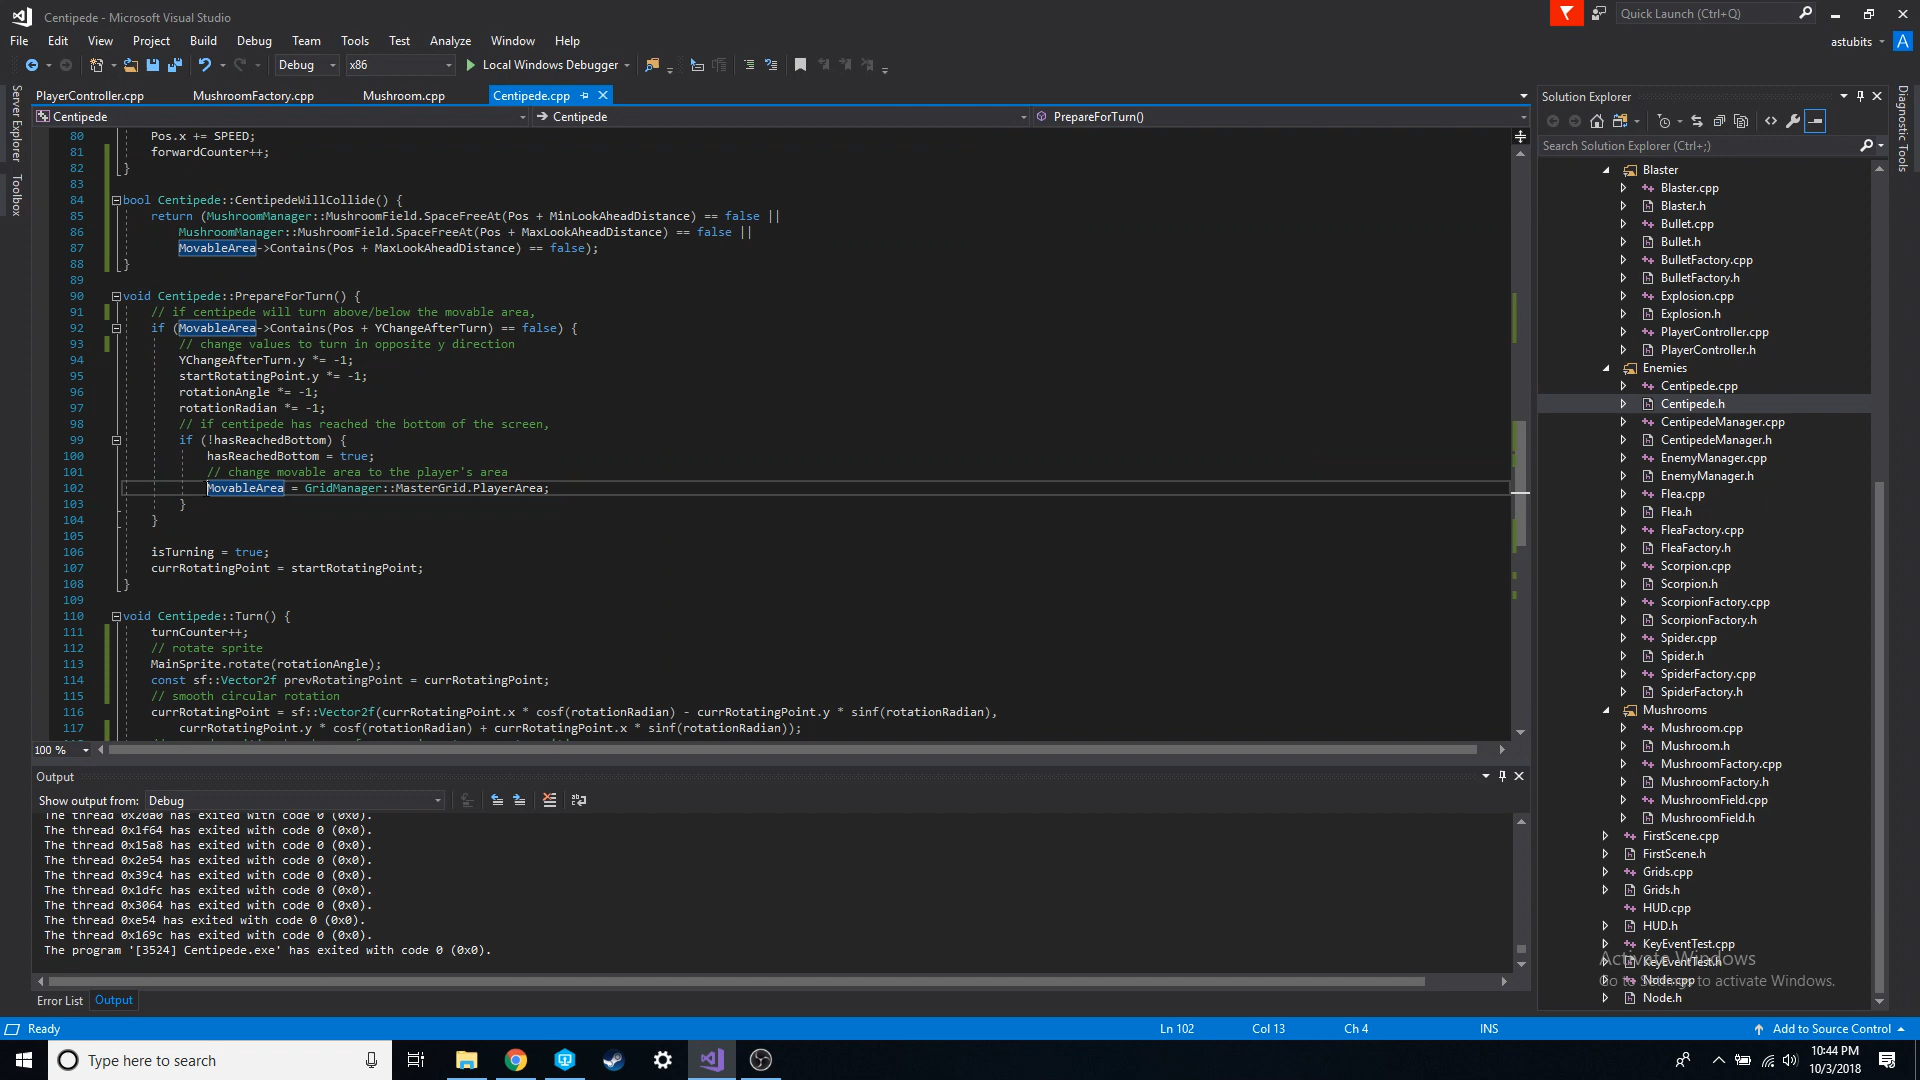 Centipede - Microsoft Visual Studio
Quick Launch (Ctrl+Q)
File Edit View Project Build Debug Team Tools Test Analyze Window Help
astubits
A
Debug x86 Local Windows Debugger
Server Explorer
Toolbox
PlayerController.cpp MushroomFactory.cpp Mushroom.cpp Centipede.cpp
Centipede Centipede PrepareForTurn()
80 Pos.x += SPEED;
81 forwardCounter++;
82 }
83
84 bool Centipede::CentipedeWillCollide() {
85 return (MushroomManager::MushroomField.SpaceFreeAt(Pos + MinLookAheadDistance) == false ||
86 MushroomManager::MushroomField.SpaceFreeAt(Pos + MaxLookAheadDistance) == false ||
87 MovableArea->Contains(Pos + MaxLookAheadDistance) == false);
88 }
89
90 void Centipede::PrepareForTurn() {
91 // if centipede will turn above/below the movable area,
92 if (MovableArea->Contains(Pos + YChangeAfterTurn) == false) {
93 // change values to turn in opposite y direction
94 YChangeAfterTurn.y *= -1;
95 startRotatingPoint.y *= -1;
96 rotationAngle *= -1;
97 rotationRadian *= -1;
98 // if centipede has reached the bottom of the screen,
99 if (!hasReachedBottom) {
100 hasReachedBottom = true;
101 // change movable area to the player's area
102 MovableArea = GridManager::MasterGrid.PlayerArea;
103 }
104 }
105
106 isTurning = true;
107 currRotatingPoint = startRotatingPoint;
108 }
109
110 void Centipede::Turn() {
111 turnCounter++;
112 // rotate sprite
113 MainSprite.rotate(rotationAngle);
114 const sf::Vector2f prevRotatingPoint = currRotatingPoint;
115 // smooth circular rotation
116 currRotatingPoint = sf::Vector2f(currRotatingPoint.x * cosf(rotationRadian) - currRotatingPoint.y * sinf(rotationRadian),
117 currRotatingPoint.y * cosf(rotationRadian) + currRotatingPoint.x * sinf(rotationRadian));
100 %
Output
Show output from: Debug
The thread 0x20a0 has exited with code 0 (0x0).
The thread 0x1f64 has exited with code 0 (0x0).
The thread 0x15a8 has exited with code 0 (0x0).
The thread 0x2e54 has exited with code 0 (0x0).
The thread 0x39c4 has exited with code 0 (0x0).
The thread 0x1dfc has exited with code 0 (0x0).
The thread 0x3064 has exited with code 0 (0x0).
The thread 0xe54 has exited with code 0 (0x0).
The thread 0x169c has exited with code 0 (0x0).
The program '[3524] Centipede.exe' has exited with code 0 (0x0).
Error List Output
Solution Explorer
Search Solution Explorer (Ctrl+;)
Blaster
Blaster.cpp
Blaster.h
Bullet.cpp
Bullet.h
BulletFactory.cpp
BulletFactory.h
Explosion.cpp
Explosion.h
PlayerController.cpp
PlayerController.h
Enemies
Centipede.cpp
Centipede.h
CentipedeManager.cpp
CentipedeManager.h
EnemyManager.cpp
EnemyManager.h
Flea.cpp
Flea.h
FleaFactory.cpp
FleaFactory.h
Scorpion.cpp
Scorpion.h
ScorpionFactory.cpp
ScorpionFactory.h
Spider.cpp
Spider.h
SpiderFactory.cpp
SpiderFactory.h
Mushrooms
Mushroom.cpp
Mushroom.h
MushroomFactory.cpp
MushroomFactory.h
MushroomField.cpp
MushroomField.h
FirstScene.cpp
FirstScene.h
Grids.cpp
Grids.h
HUD.cpp
HUD.h
KeyEventTest.cpp
KeyEventTest.h
Node.cpp
Node.h
Activate Windows
Go to Settings to activate Windows.
Diagnostic Tools
Ready Ln 102 Col 13 Ch 4 INS Add to Source Control
Type here to search
10:44 PM
10/3/2018